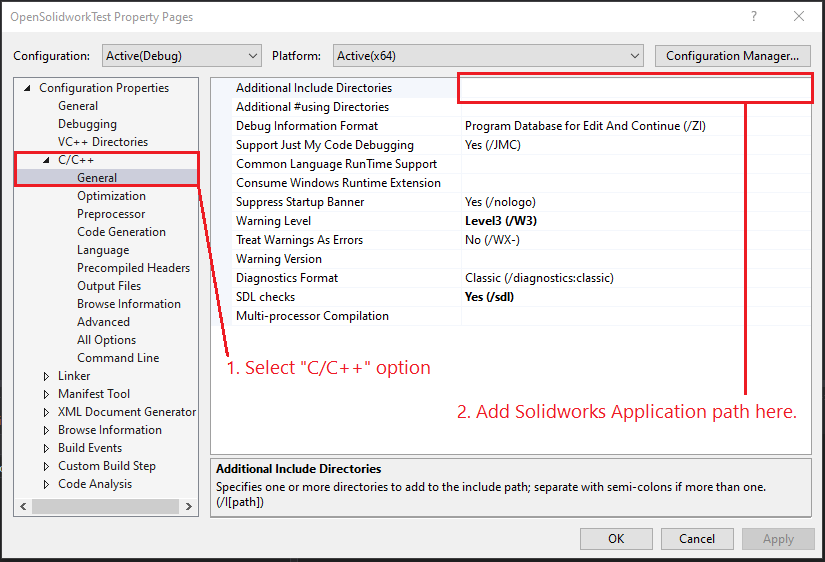 OpenSolidworkTest Property Pages
? 
Configuration: Active(Debug) Platform: Active(x64) Configuration Manager...
Configuration Properties
General
Debugging
VC++ Directories
C/C++
General
Optimization
Preprocessor
Code Generation
Language
Precompiled Headers
Output Files
Browse Information
Advanced
All Options
Command Line
Linker
Manifest Tool
XML Document Generator
Browse Information
Build Events
Custom Build Step
Code Analysis
Additional Include Directories
Additional #using Directories
Debug Information Format Program Database for Edit And Continue (/ZI)
Support Just My Code Debugging Yes (/JMC)
Common Language RunTime Support
Consume Windows Runtime Extension
Suppress Startup Banner Yes (/nologo)
Warning Level Level3 (/W3)
Treat Warnings As Errors No (/WX-)
Warning Version
Diagnostics Format Classic (/diagnostics:classic)
SDL checks Yes (/sdl)
Multi-processor Compilation
1. Select "C/C++" option
2. Add Solidworks Application path here.
Additional Include Directories
Specifies one or more directories to add to the include path; separate with semi-colons if more than one.
(/I[path])
OK Cancel Apply